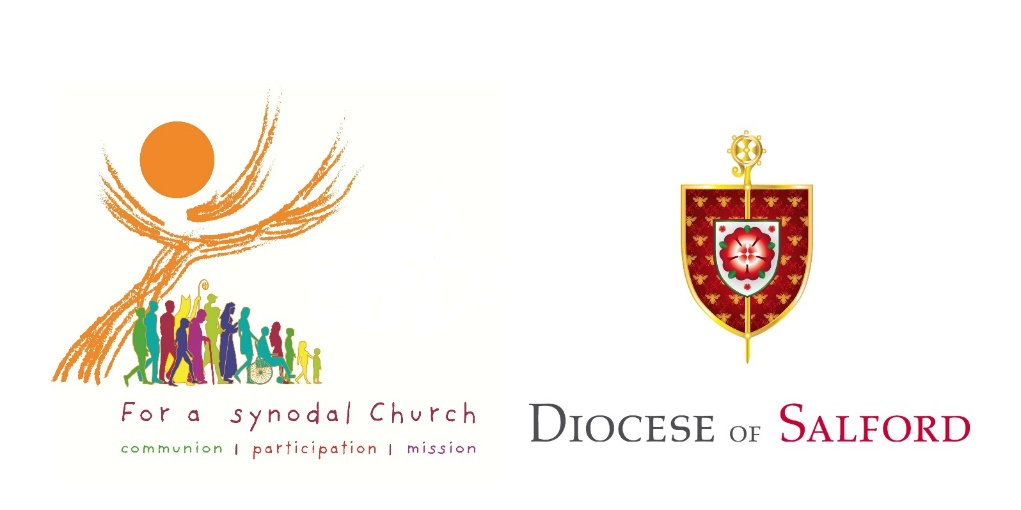 For a synodal Church
communion | participation | mission
DIOCESE OF SALFORD